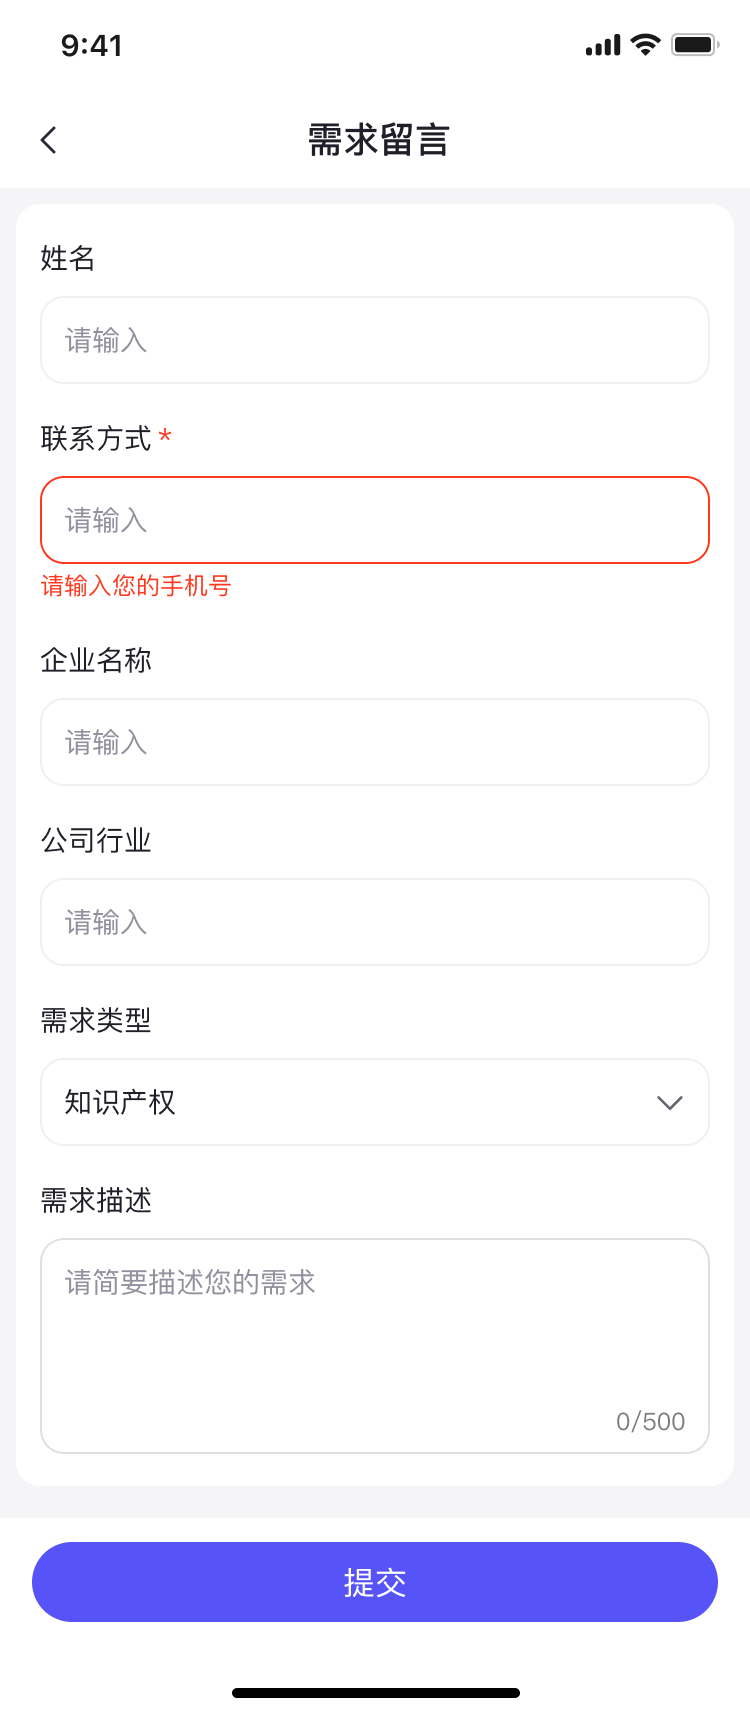 9:41
需求留言
姓名
请输入
联系方式 *
请输入
请输入您的手机号
企业名称
请输入
公司行业
请输入
需求类型
知识产权
需求描述
请简要描述您的需求
0/500
提交